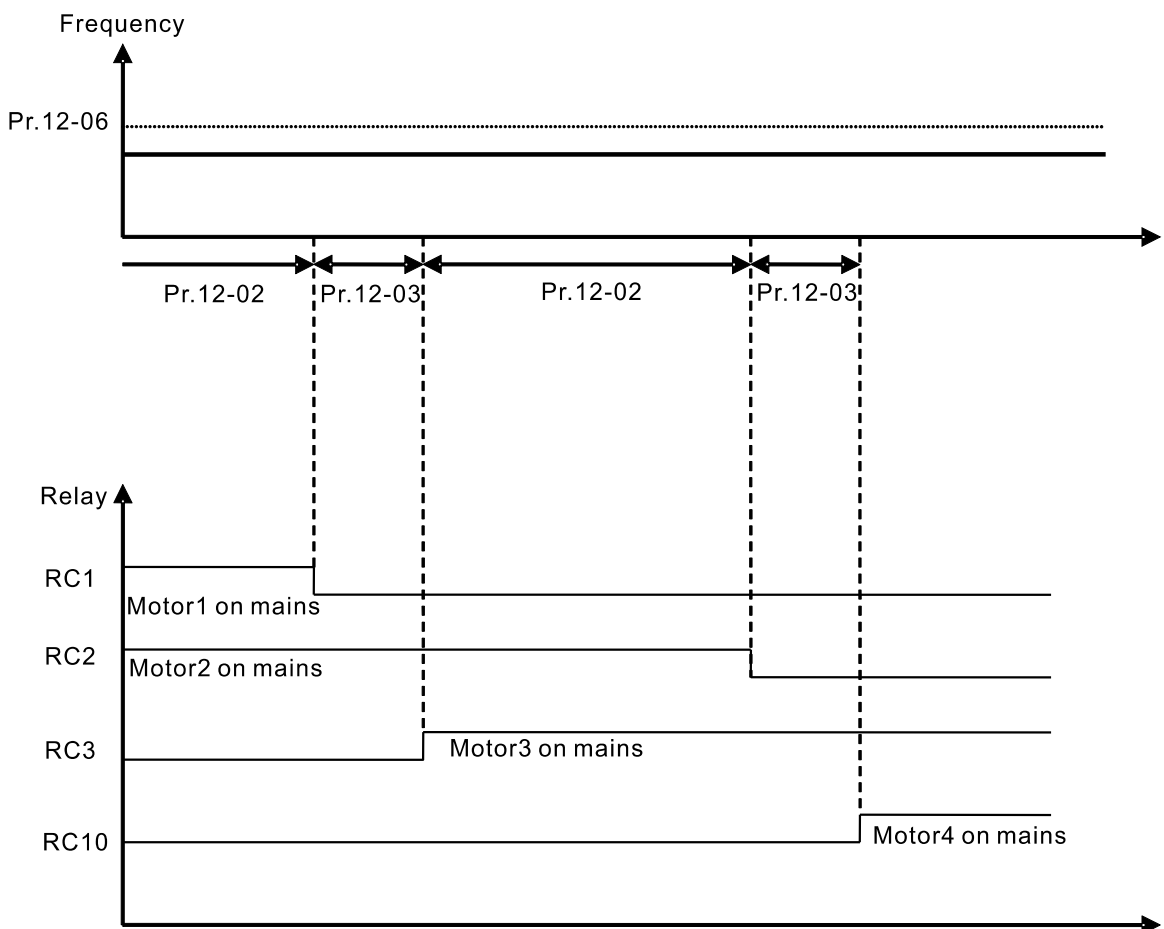 Frequency
Pr.12-06
Pr.12-02
Pr.12-03
Pr.12-02
Pr.12-03
Relay
RC1
Motor1 on mains
RC2
Motor2 on mains
RC3
Motor3 on mains
RC10
Motor4 on mains